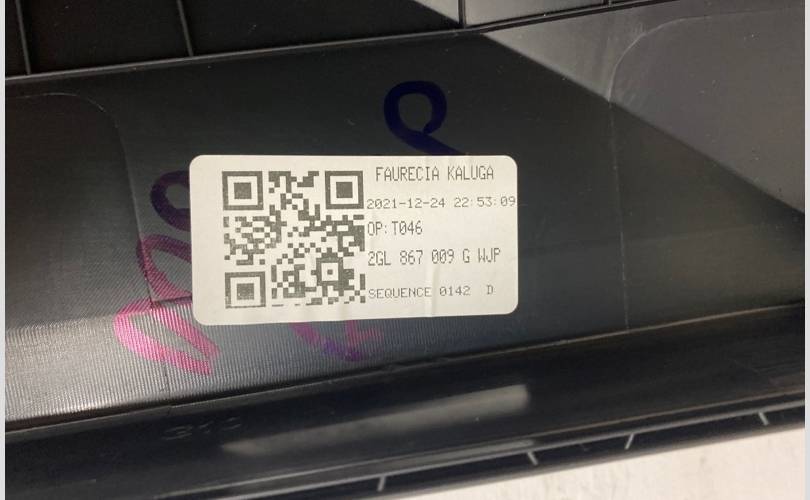 FAURECIA KALUGA
2021-12-24 22:53:09
OP:T046
2GL 867 009 G WJP
SEQUENCE 0142 D